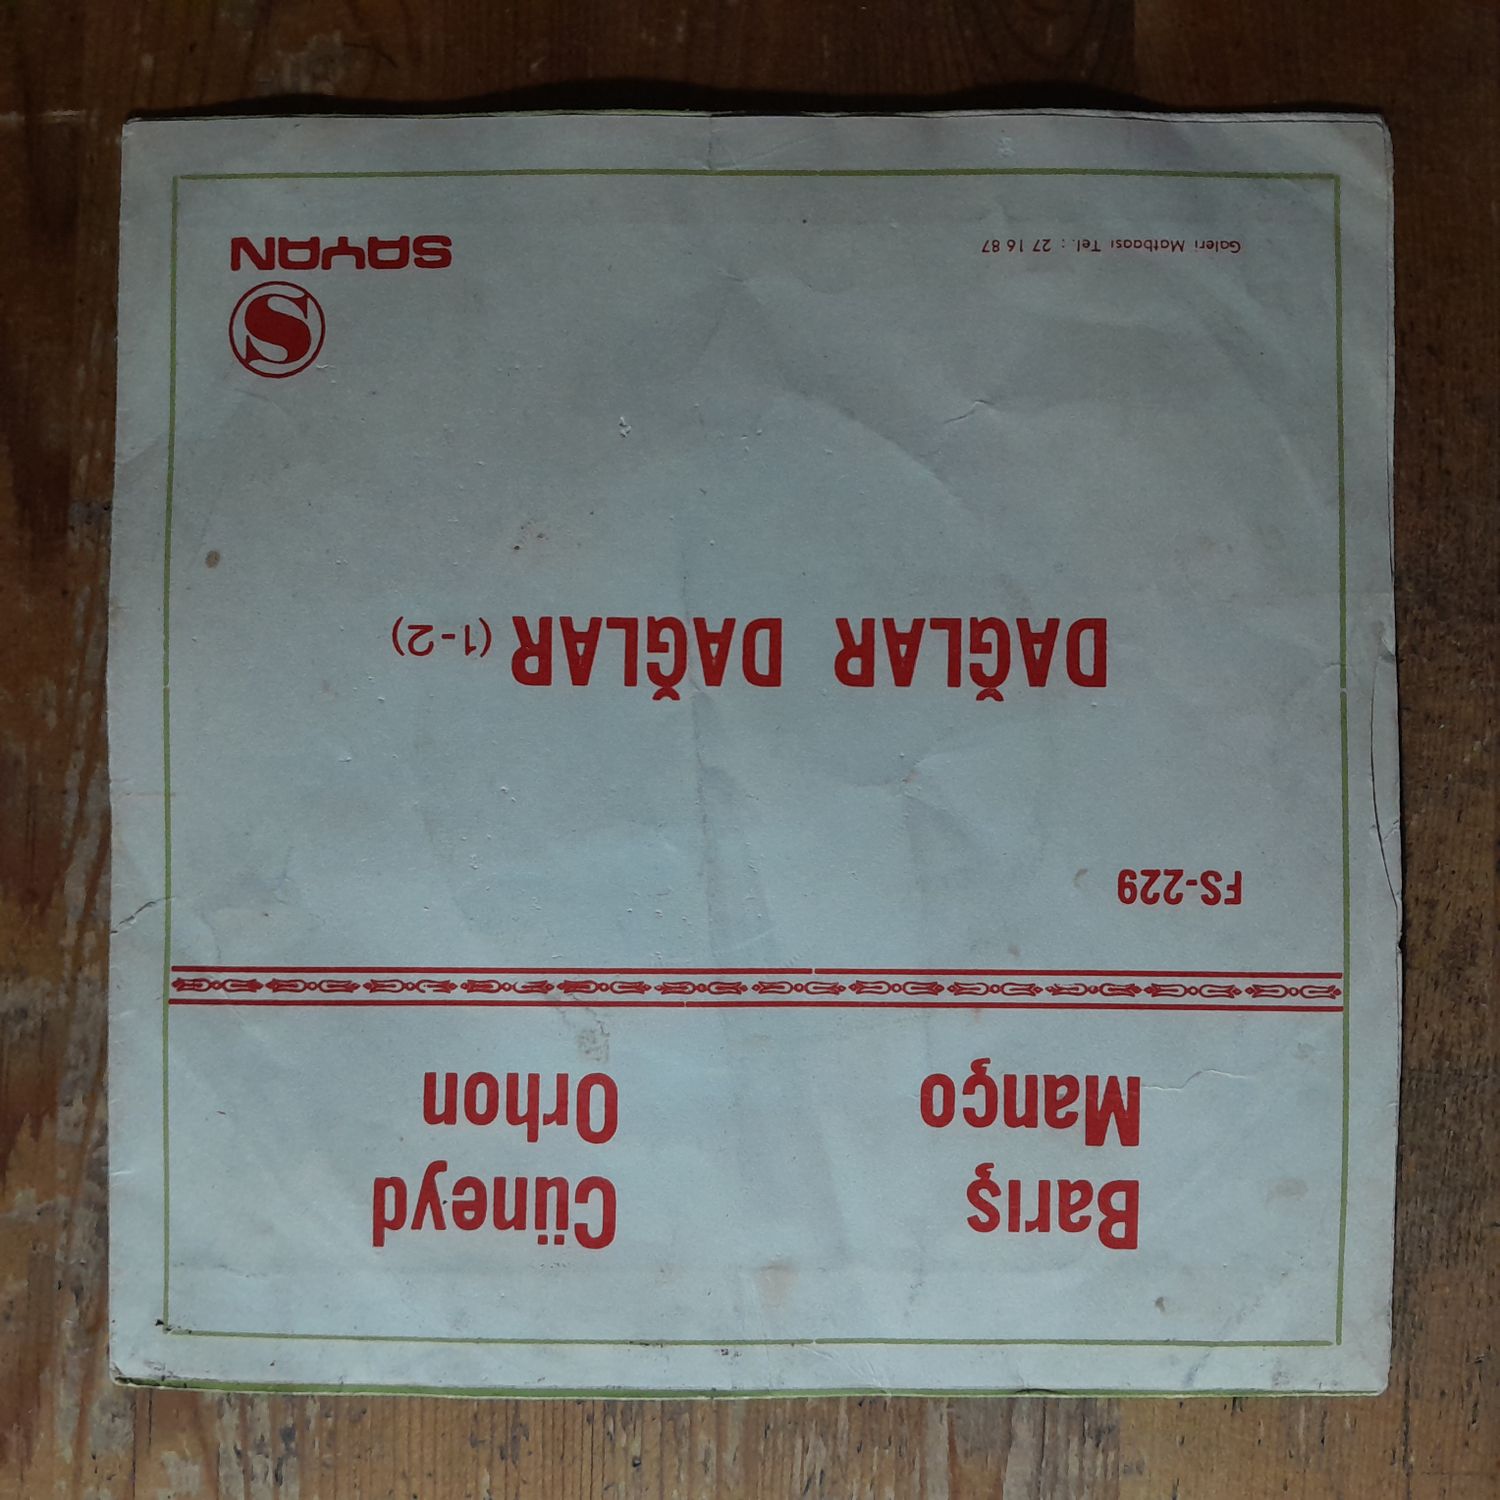 Barış Cüneyd
Manço Orhon
FS-229
DAĞLAR DAĞLAR (1-2)
S
Galeri Matbaası Tel. : 27 16 87 SAYAN